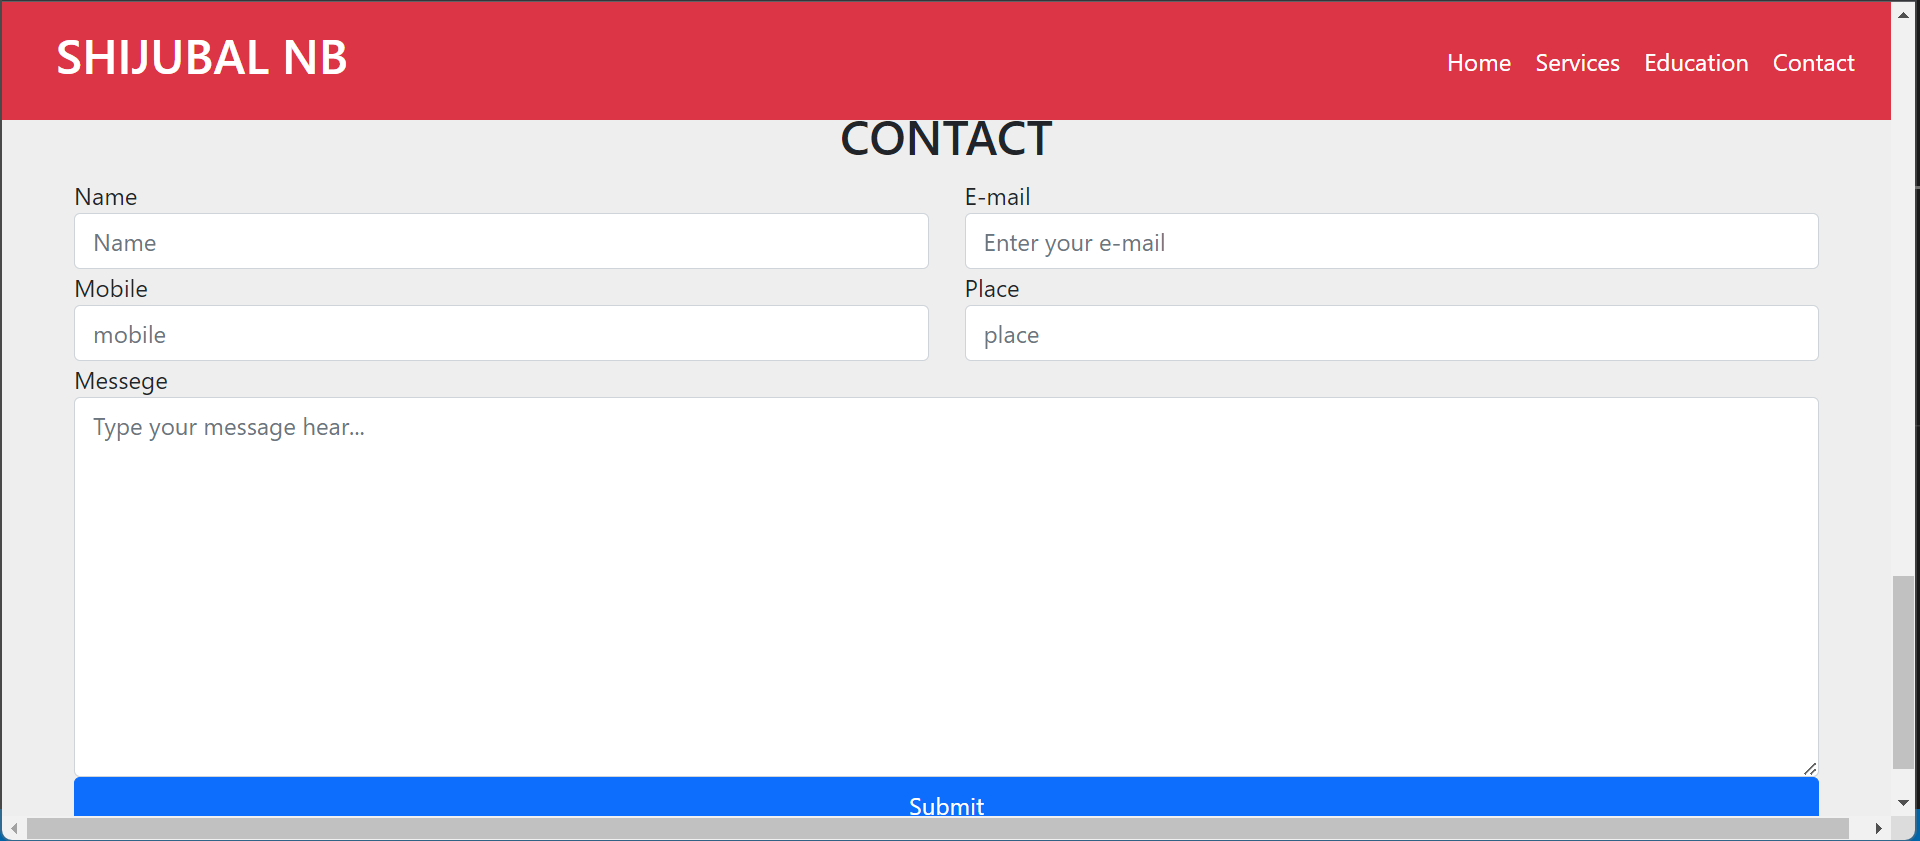 SHIJUBAL NB
Home Services Education Contact
CONTACT
Name E-mail
Name Enter your e-mail
Mobile Place
mobile place
Messege
Type your message hear...
Submit